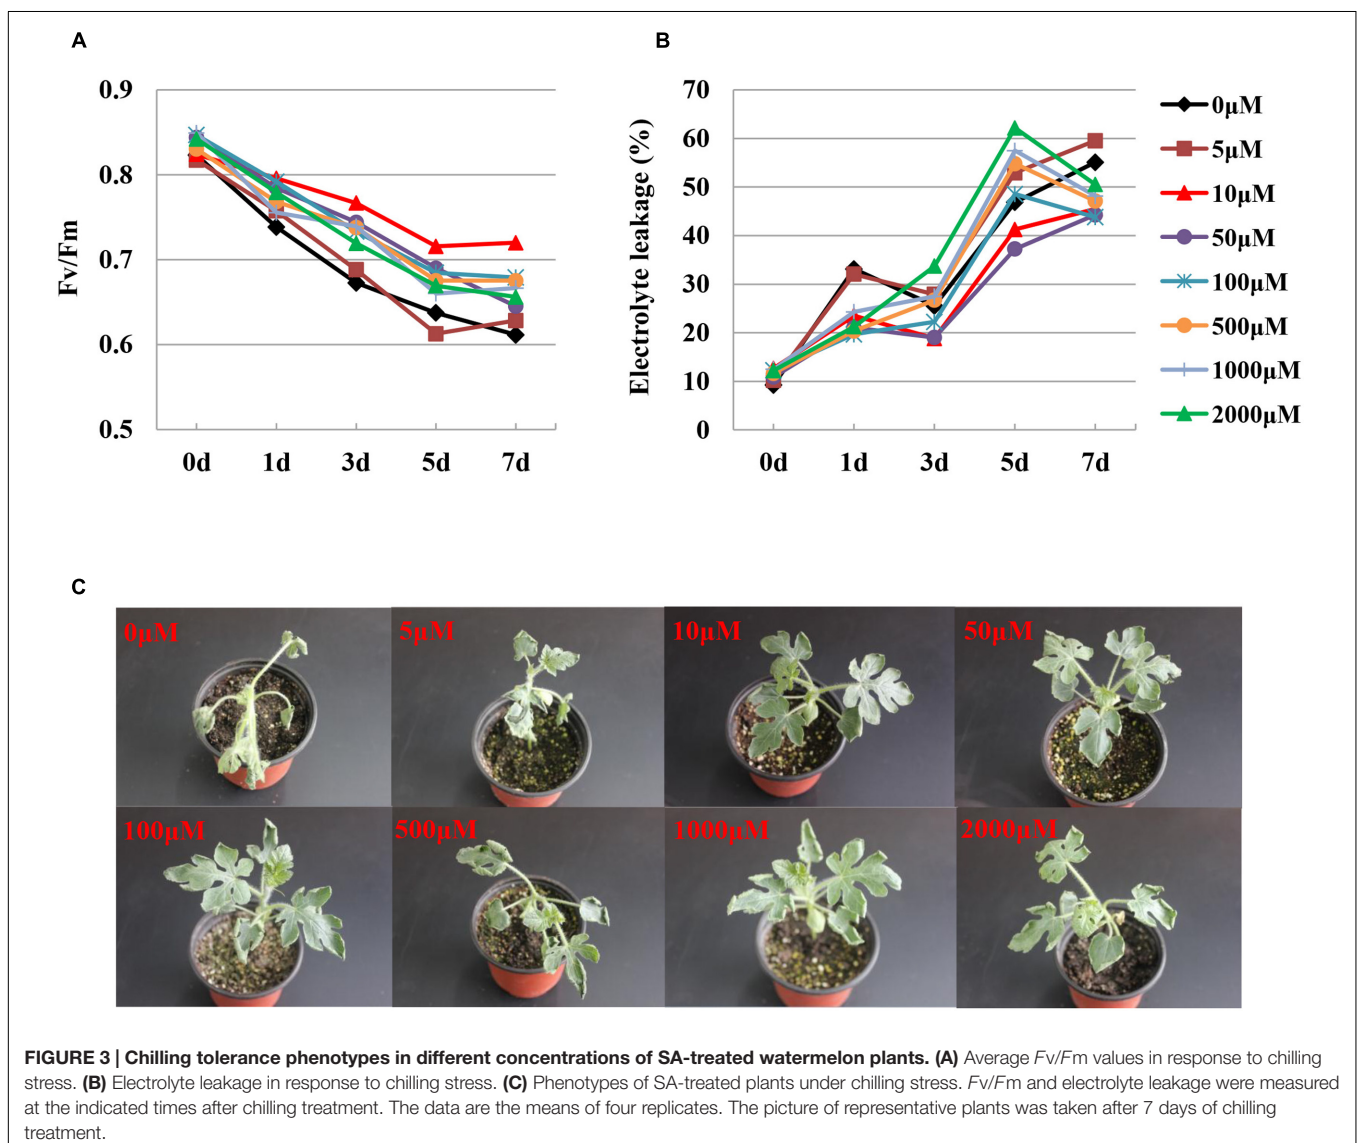 A
B
Fv/Fm
0.9
0.8
0.7
0.6
0.5
0d 1d 3d 5d 7d
Electrolyte leakage (%)
70
60
50
40
30
20
10
0
0d 1d 3d 5d 7d
0μM
5μM
10μM
50μM
100μM
500μM
1000μM
2000μM
C
0μM 5μM 10μM 50μM
100μM 500μM 1000μM 2000μM
FIGURE 3 | Chilling tolerance phenotypes in different concentrations of SA-treated watermelon plants. (A) Average Fv/Fm values in response to chilling
stress. (B) Electrolyte leakage in response to chilling stress. (C) Phenotypes of SA-treated plants under chilling stress. Fv/Fm and electrolyte leakage were measured
at the indicated times after chilling treatment. The data are the means of four replicates. The picture of representative plants was taken after 7 days of chilling
treatment.